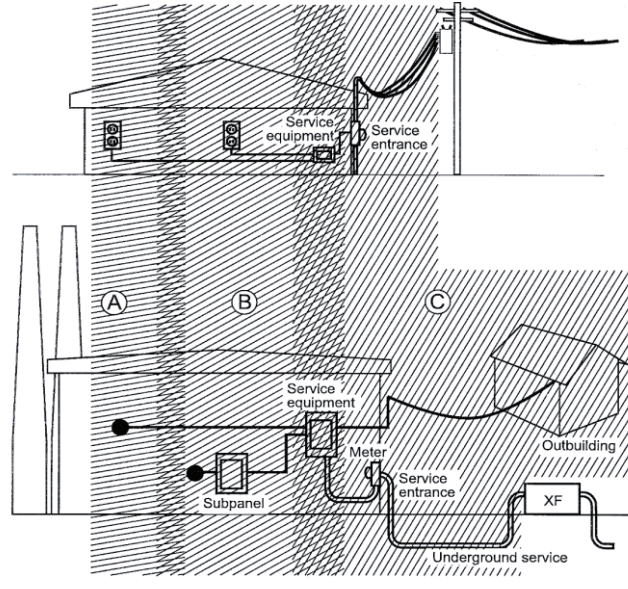 Service
equipment
Service
entrance
A
B
C
Service
equipment
Outbuilding
Meter
Service
entrance
Subpanel
XF
Underground service